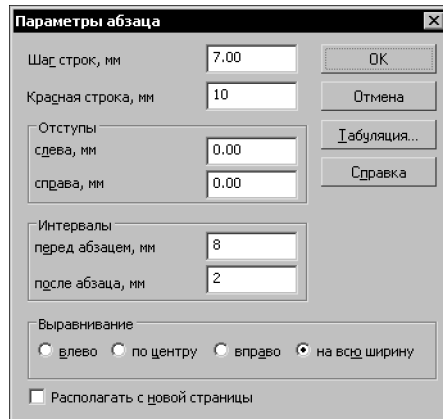 Параметры абзаца
Шаг строк, мм 7.00 OK
Красная строка, мм 10 Отмена
Отступы Табуляция...
слева, мм 0.00
справа, мм 0.00 Справка
Интервалы
перед абзацем, мм 8
после абзаца, мм 2
Выравнивание
влево по центру вправо на всю ширину
Располагать с новой страницы